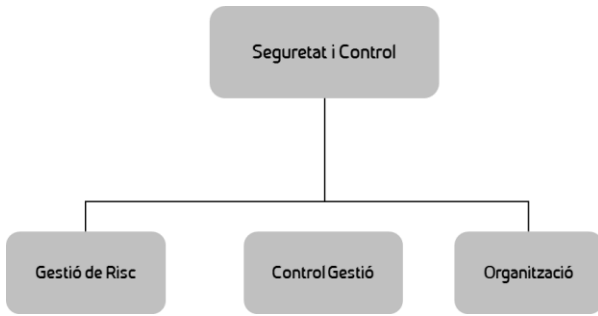 Seguretat i Control
Gestió de Risc
Control Gestió
Organització